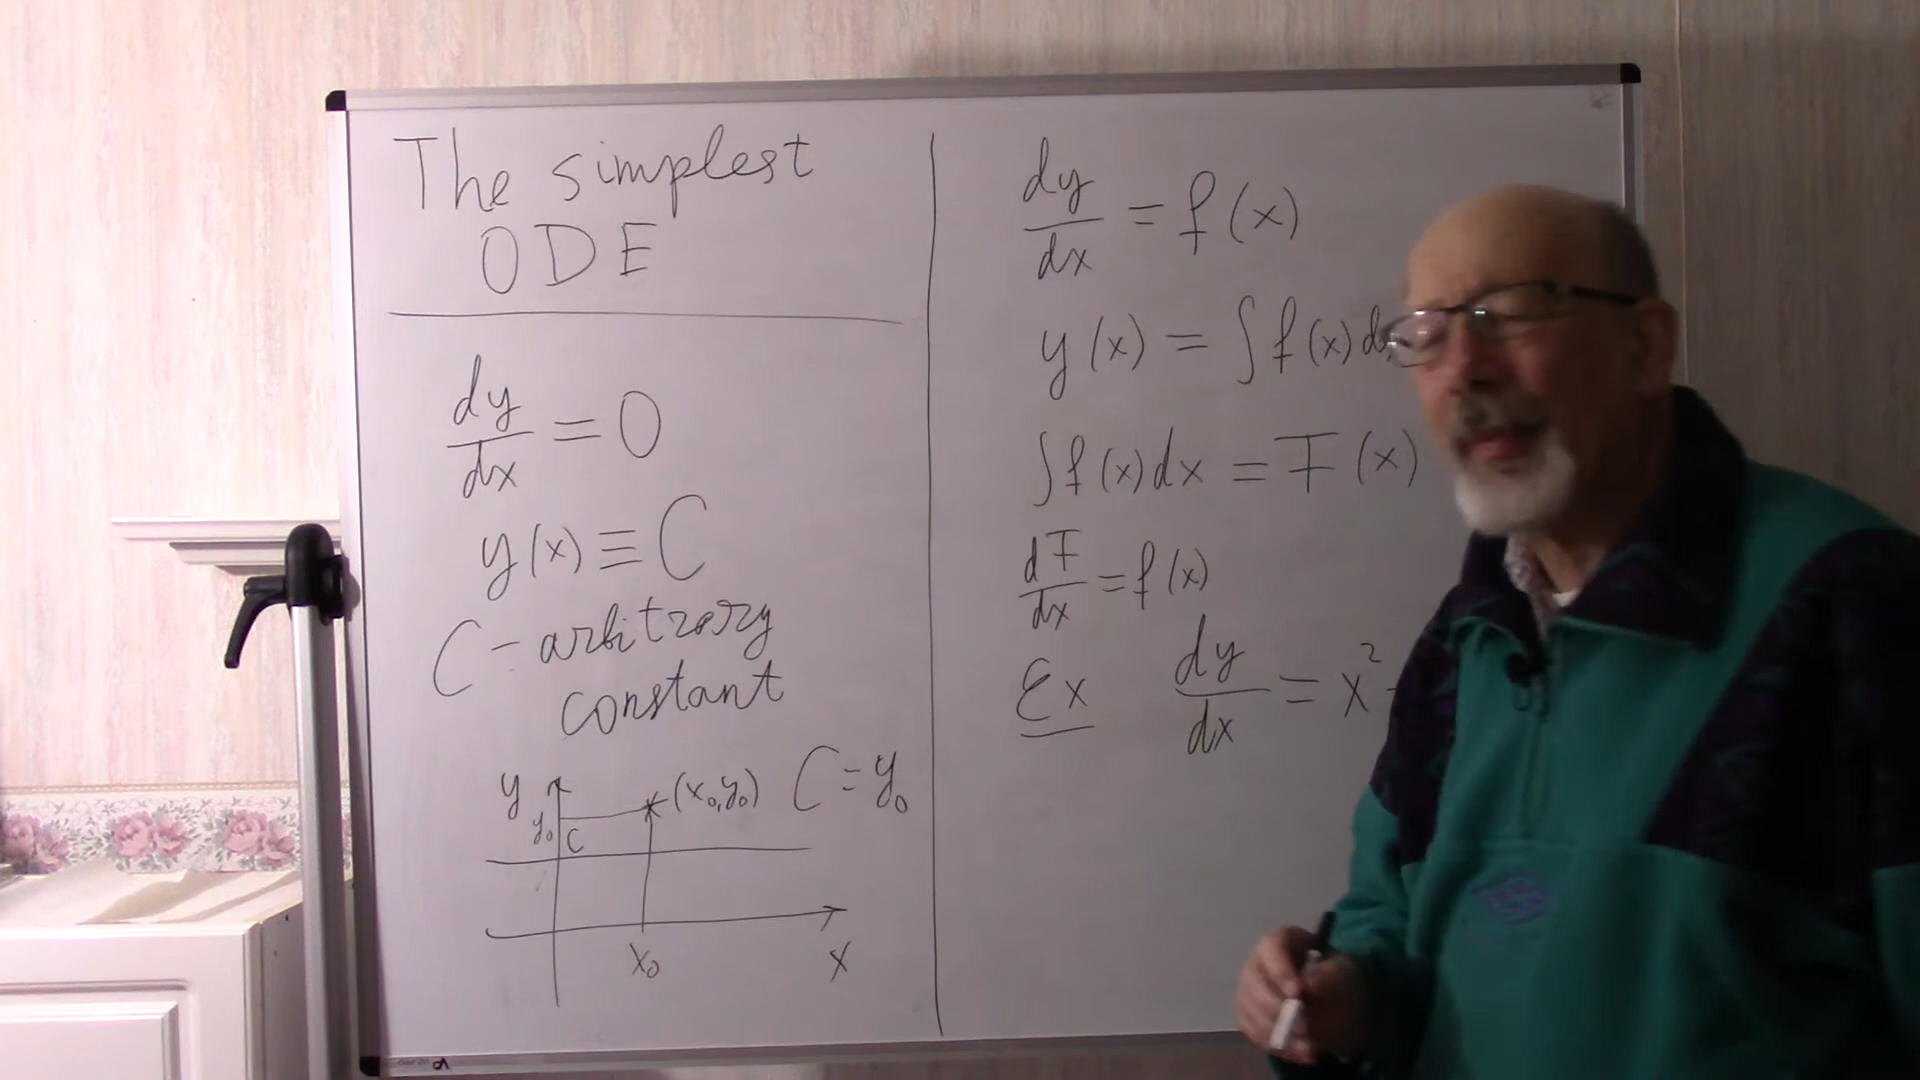 The simplest
ODE
dy/dx = 0
y(x) ≡ C
C - arbitrary
constant
y
y₀
C
(x₀,y₀)
C = y₀
x₀
x
dy/dx = f(x)
y(x) = ∫f(x)d
∫f(x)dx = F(x)
dF/dx = f(x)
Ex dy/dx = x²